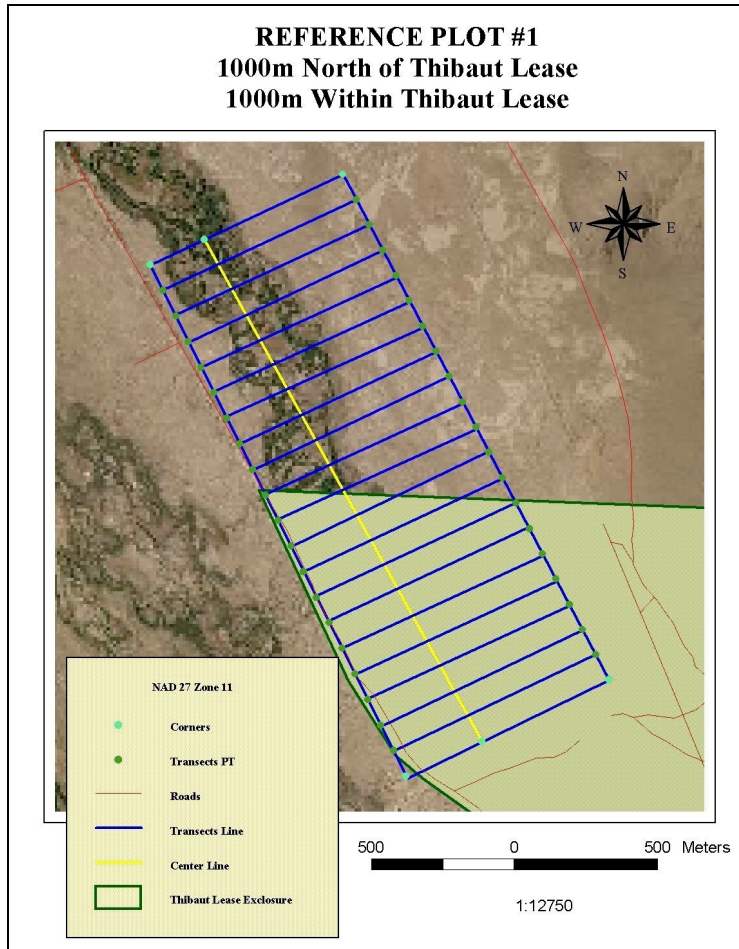 REFERENCE PLOT #1
1000m North of Thibaut Lease
1000m Within Thibaut Lease
N
W E
S
NAD 27 Zone 11
Corners
Transects PT
Roads
Transects Line
Center Line
Thibaut Lease Exclosure
500 0 500 Meters
1:12750